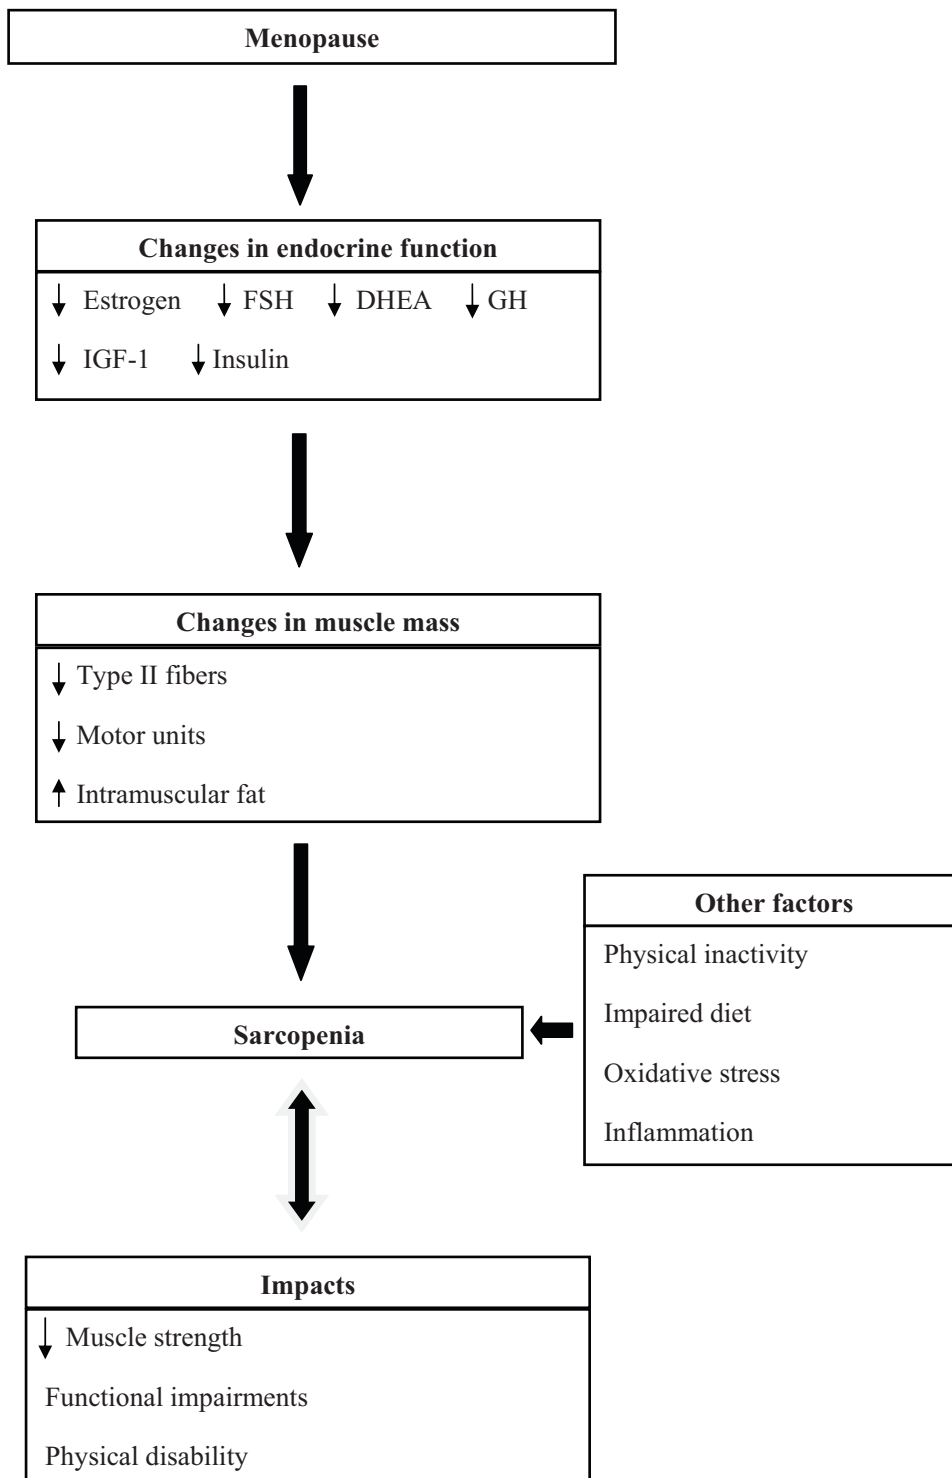 Menopause
Changes in endocrine function
↓ Estrogen ↓ FSH ↓ DHEA ↓ GH
↓ IGF-1 ↓ Insulin
Changes in muscle mass
↓ Type II fibers
↓ Motor units
↑ Intramuscular fat
Other factors
Physical inactivity
Impaired diet
Oxidative stress
Inflammation
Sarcopenia
Impacts
↓ Muscle strength
Functional impairments
Physical disability